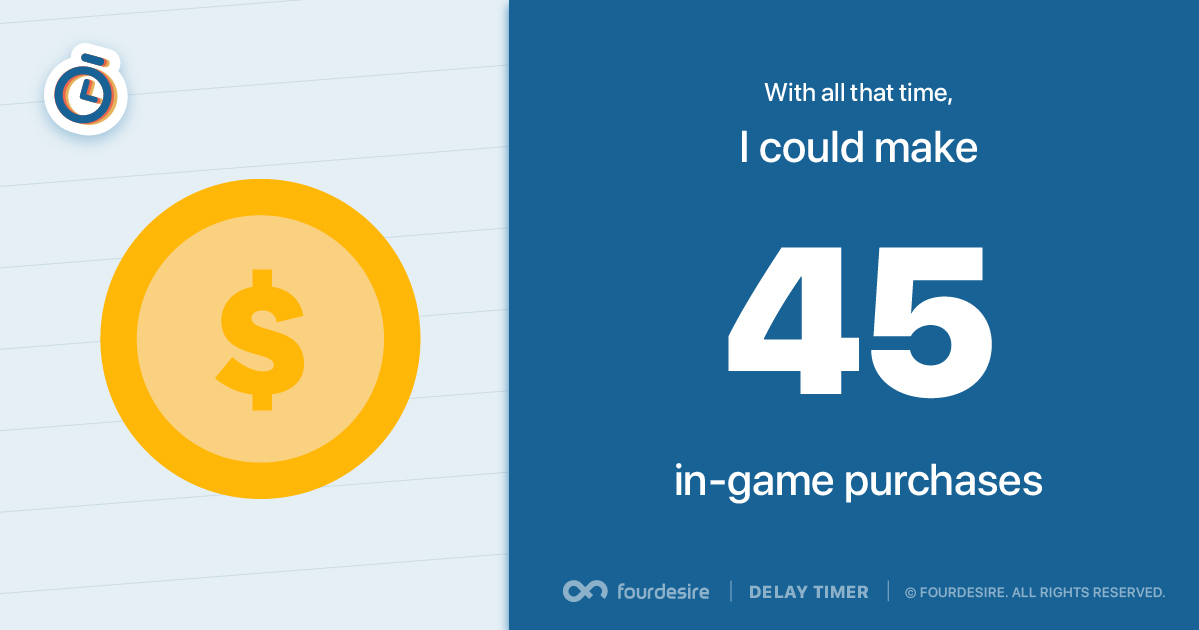 With all that time,
I could make
45
in-game purchases
$
fourdesire | DELAY TIMER | © FOURDESIRE. ALL RIGHTS RESERVED.